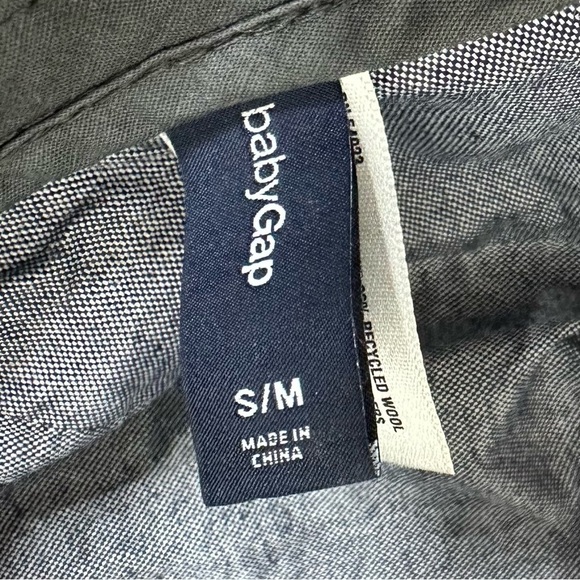 babyGap
S/M
MADE IN
CHINA
RECYCLED WOOL